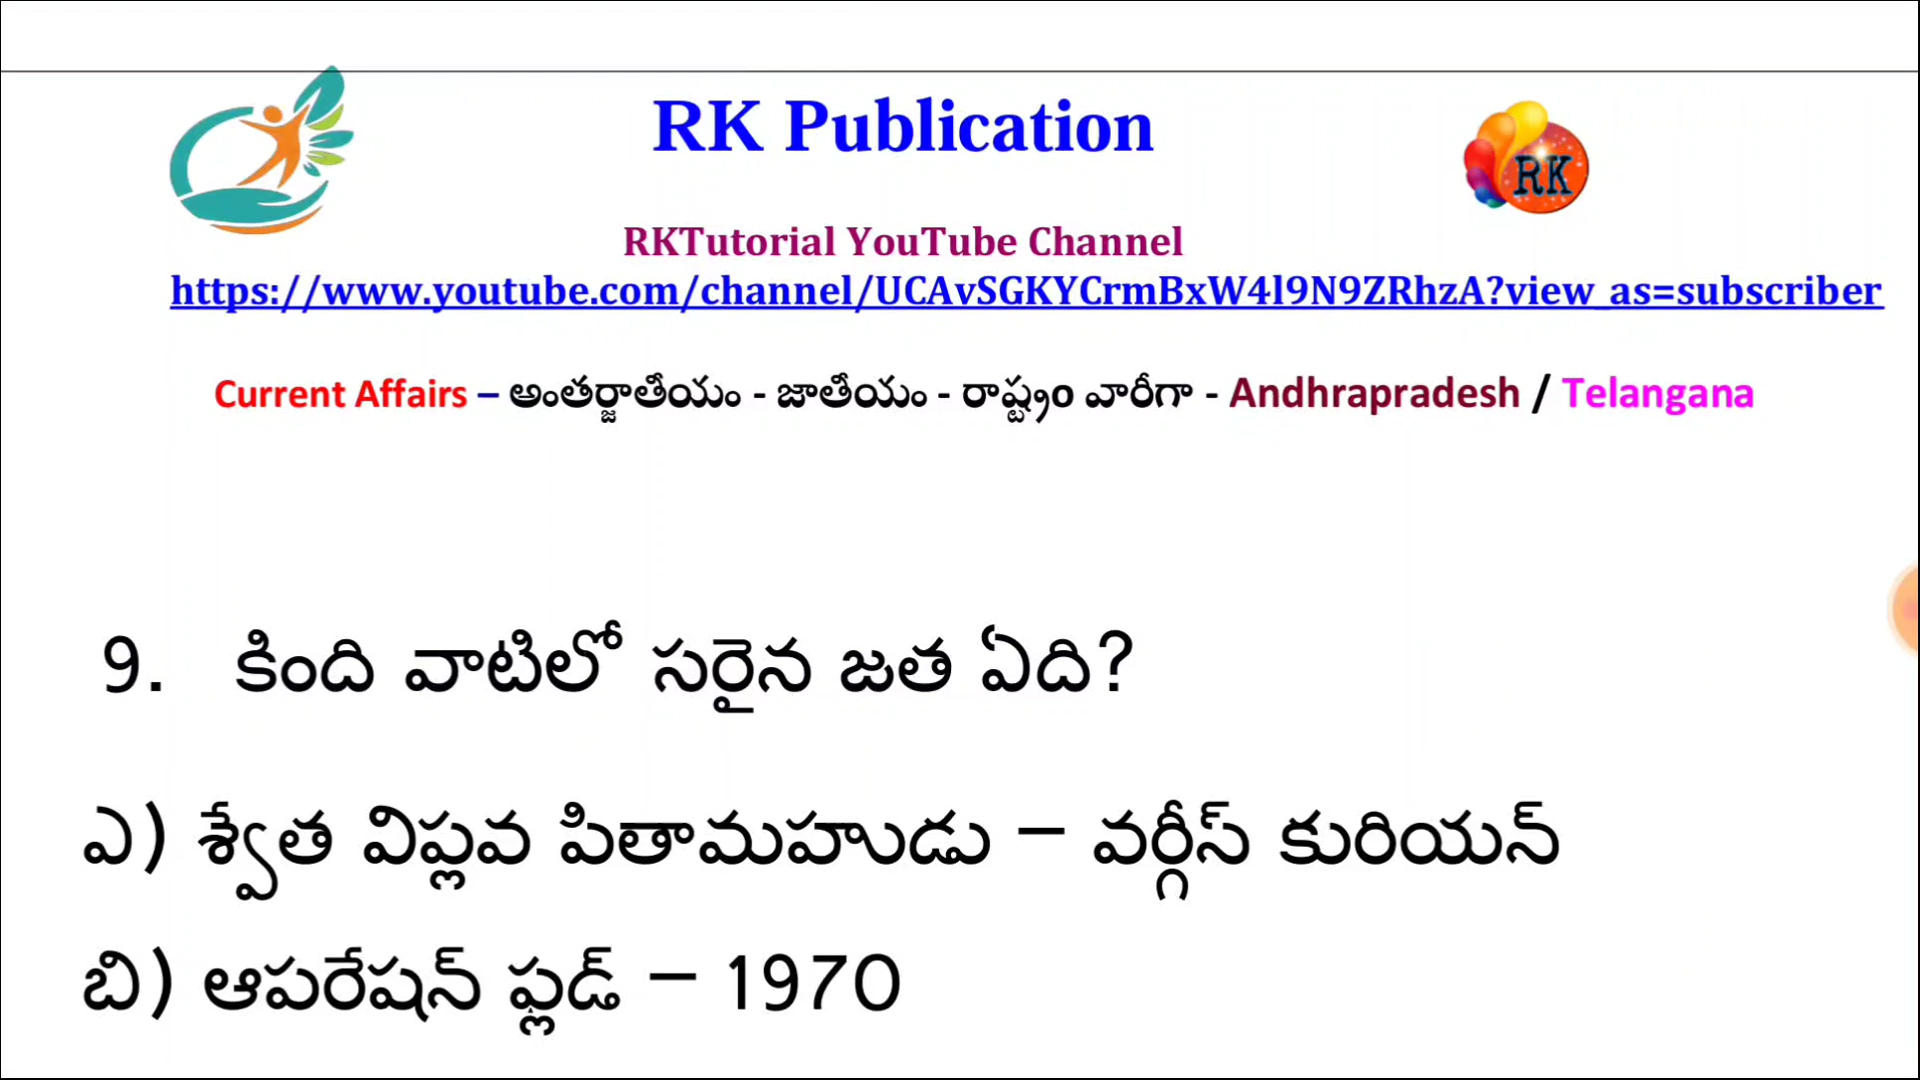 RK Publication
RK
RKTutorial YouTube Channel
https://www.youtube.com/channel/UCAvSGKYCrmBxW4l9N9ZRhzA?view_as=subscriber
Current Affairs – అంతర్జాతీయం - జాతీయం - రాష్ట్రం వారీగా - Andhrapradesh / Telangana
9. కింది వాటిలో సరైన జత ఏది?
ఎ) శ్వేత విప్లవ పితామహుడు – వర్గీస్ కురియన్
బి) ఆపరేషన్ ఫ్లడ్ – 1970